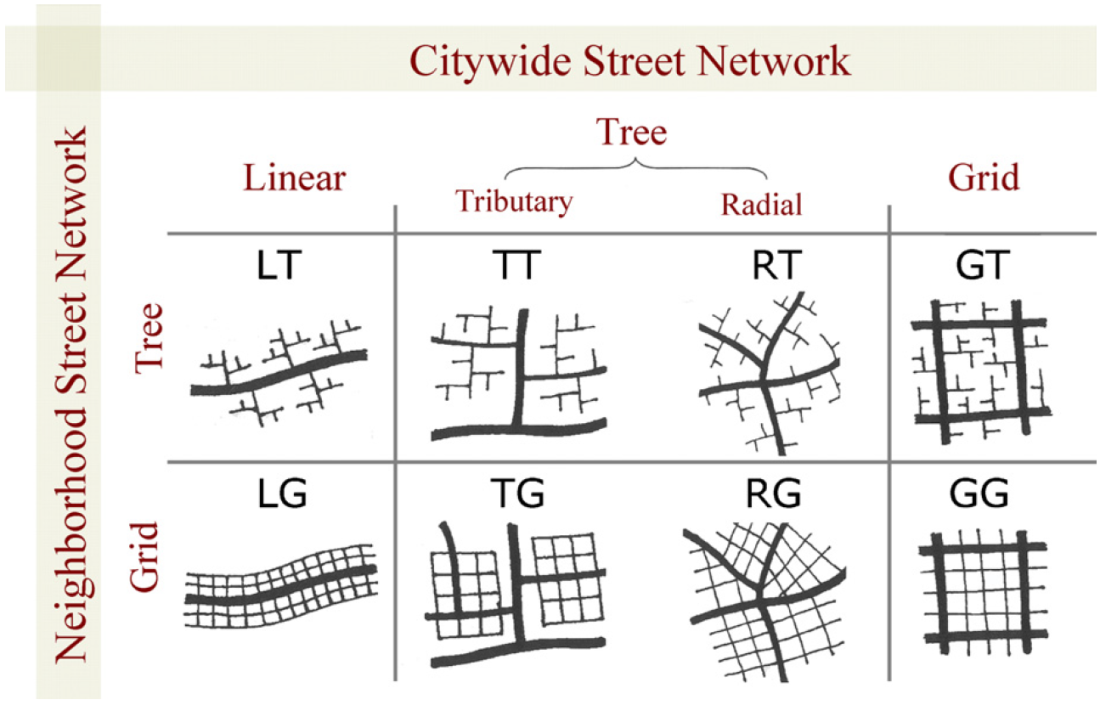 Citywide Street Network
Tree
Linear
Grid
Tributary
Radial
Neighborhood Street Network
Tree
LT
TT
RT
GT
Grid
LG
TG
RG
GG